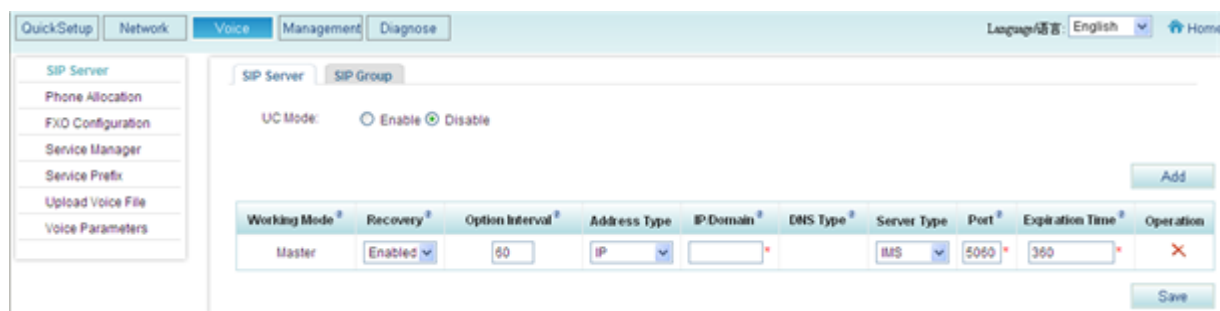 QuickSetup Network Voice Management Diagnose Language/语言: English Home
SIP Server
Phone Allocation
FXO Configuration
Service Manager
Service Prefix
Upload Voice File
Voice Parameters
SIP Server SIP Group
UC Mode: Enable Disable
Add
Working Mode ? Recovery ? Option Interval ? Address Type IP/Domain ? DNS Type ? Server Type Port ? Expiration Time ? Operation
Master Enabled 60 IP * IMS 5060 * 360 *
Save